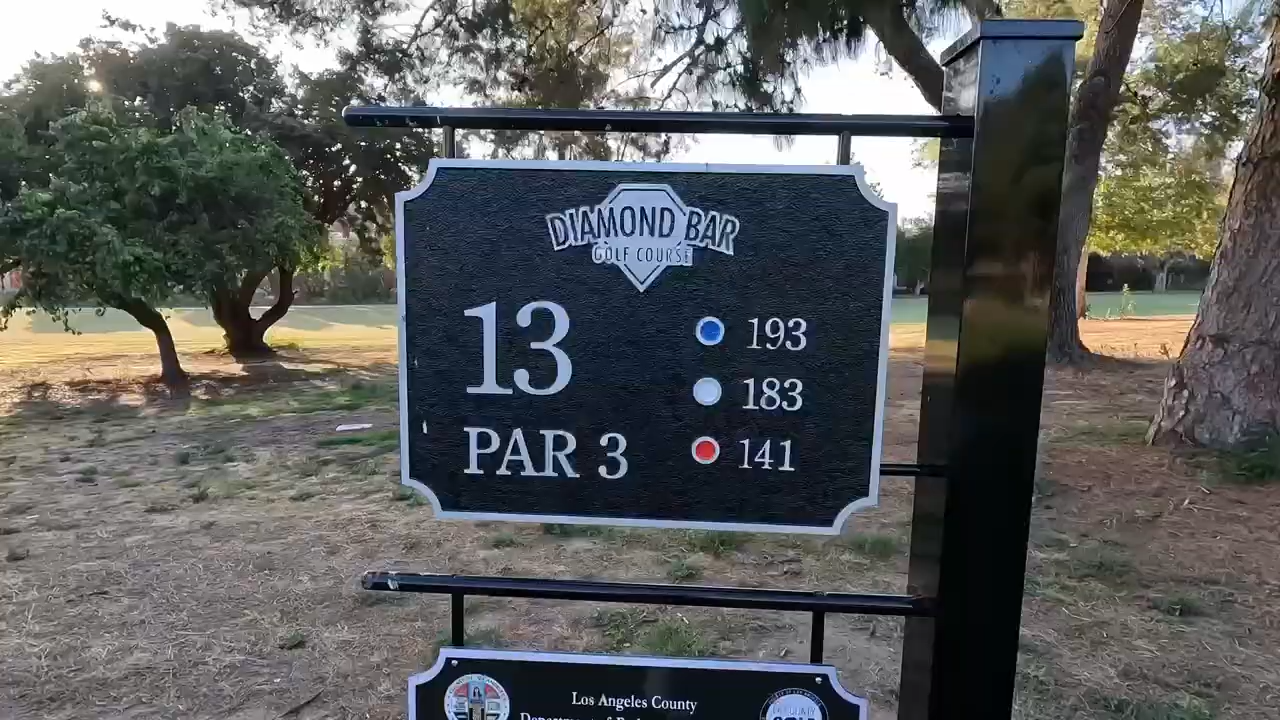 DIAMOND BAR
GOLF COURSE
13
PAR 3
193
183
141
Los Angeles County